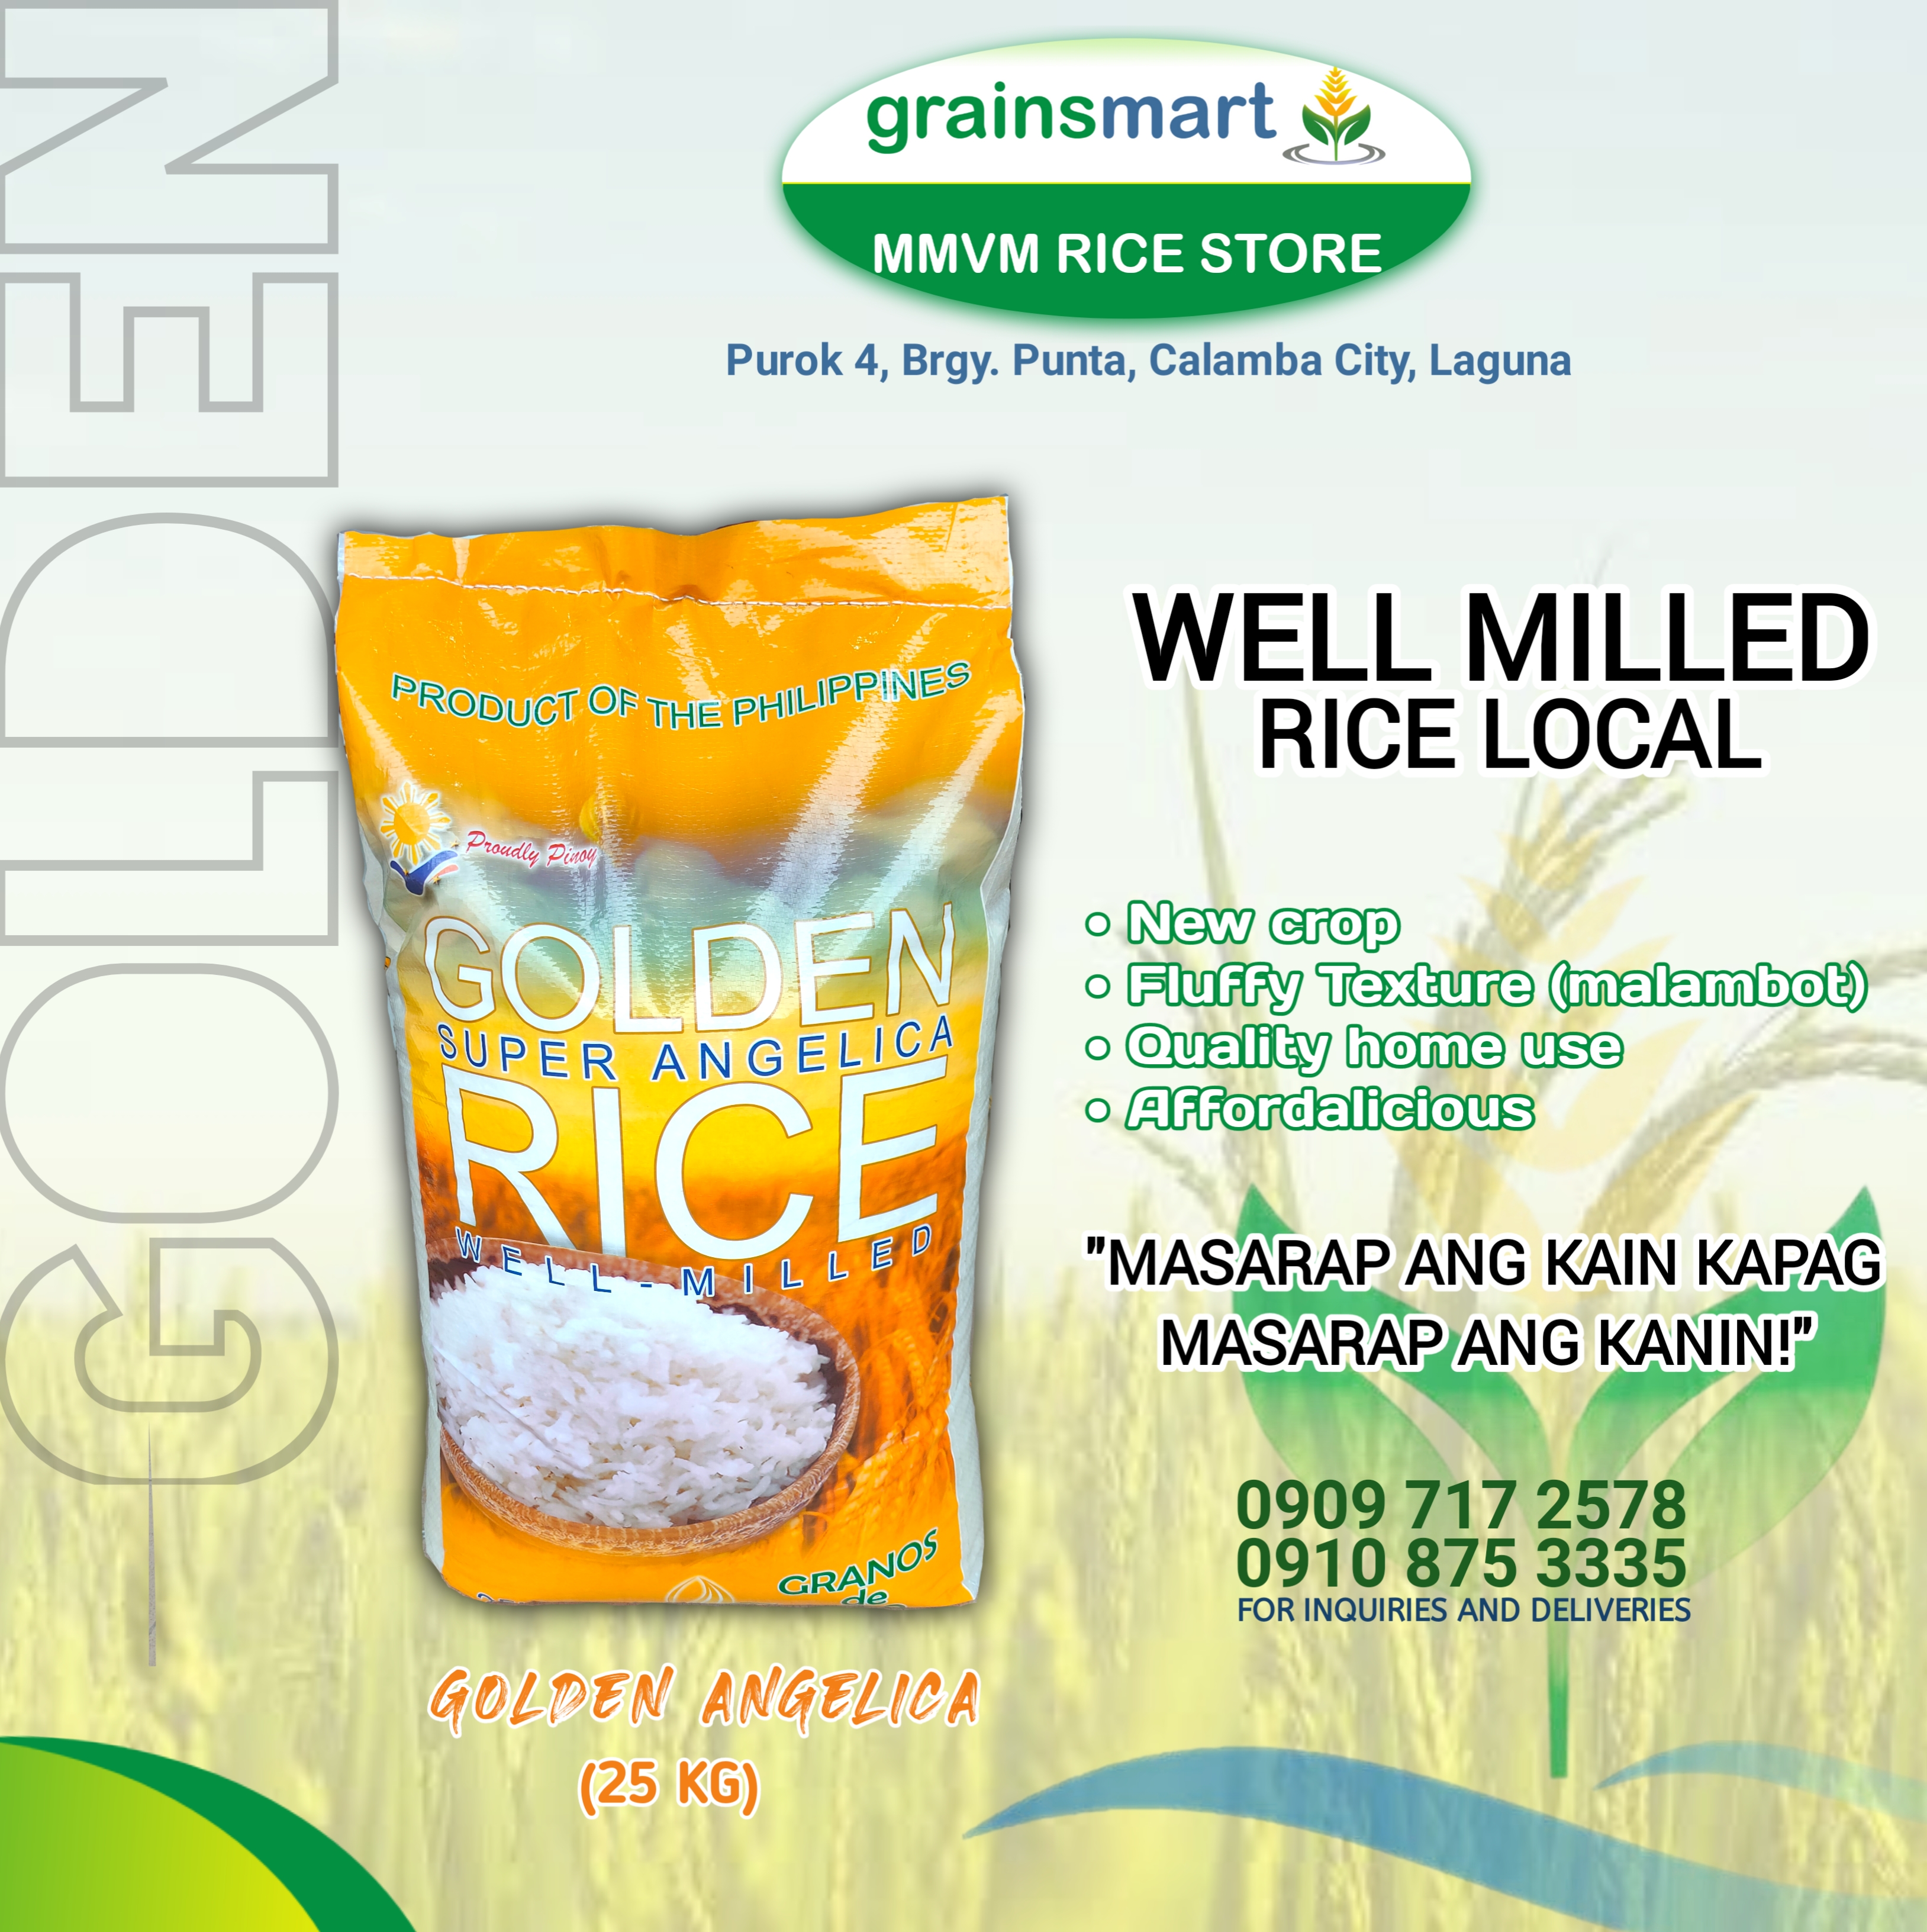 GOLDEN
grainsmart
MMVM RICE STORE
Purok 4, Brgy. Punta, Calamba City, Laguna
PRODUCT OF THE PHILIPPINES
Proudly Pinoy
GOLDEN
SUPER ANGELICA
RICE
WELL-MILLED
GRANOS
de
GOLDEN ANGELICA
(25 KG)
WELL MILLED
RICE LOCAL
• New crop
• Fluffy Texture (malambot)
• Quality home use
• Affordalicious
"MASARAP ANG KAIN KAPAG
MASARAP ANG KANIN!"
0909 717 2578
0910 875 3335
FOR INQUIRIES AND DELIVERIES